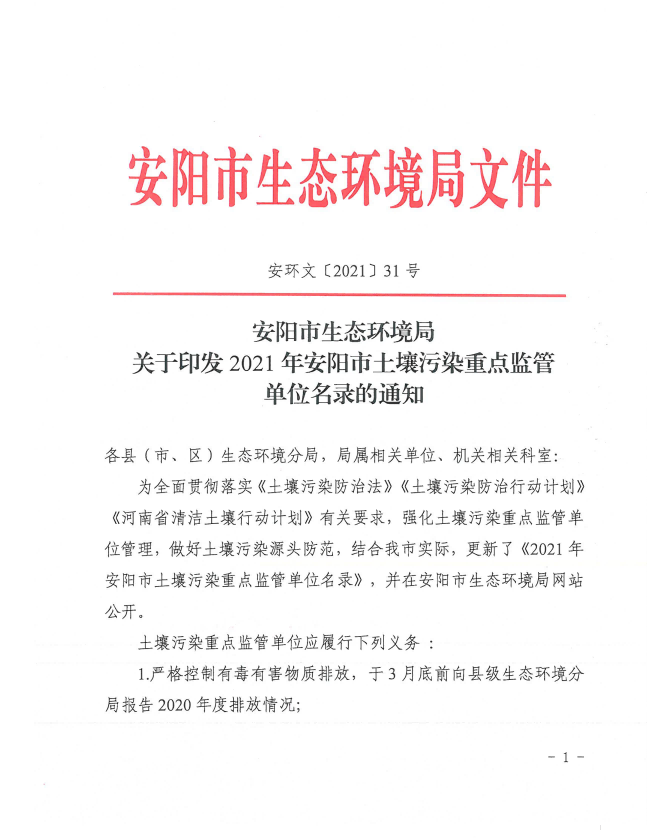 安阳市生态环境局文件
安环文〔2021〕31 号
安阳市生态环境局
关于印发 2021 年安阳市土壤污染重点监管
单位名录的通知
各县（市、区）生态环境分局，局属相关单位、机关相关科室：
为全面贯彻落实《土壤污染防治法》《土壤污染防治行动计划》
《河南省清洁土壤行动计划》有关要求，强化土壤污染重点监管单
位管理，做好土壤污染源头防范，结合我市实际，更新了《2021 年
安阳市土壤污染重点监管单位名录》，并在安阳市生态环境局网站
公开。
土壤污染重点监管单位应履行下列义务：
1.严格控制有毒有害物质排放，于 3 月底前向县级生态环境分
局报告 2020 年度排放情况；
- 1 -